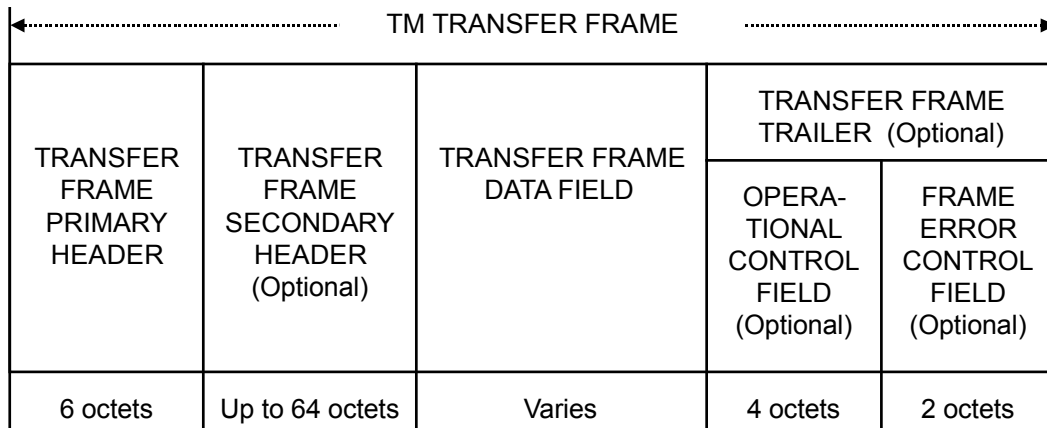 TM TRANSFER FRAME
TRANSFER
FRAME
PRIMARY
HEADER
TRANSFER
FRAME
SECONDARY
HEADER
(Optional)
TRANSFER FRAME
DATA FIELD
TRANSFER FRAME
TRAILER (Optional)
OPERA-
TIONAL
CONTROL
FIELD
(Optional)
FRAME
ERROR
CONTROL
FIELD
(Optional)
6 octets
Up to 64 octets
Varies
4 octets
2 octets